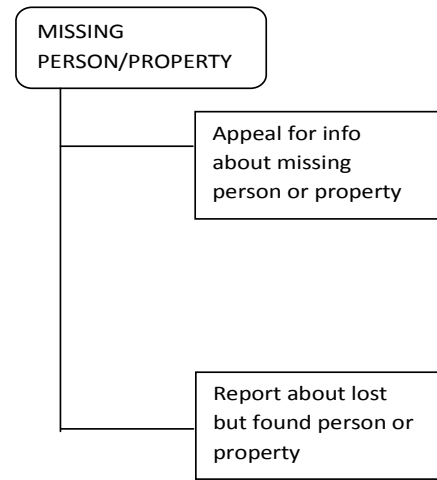 MISSING
PERSON/PROPERTY
Appeal for info
about missing
person or property
Report about lost
but found person or
property